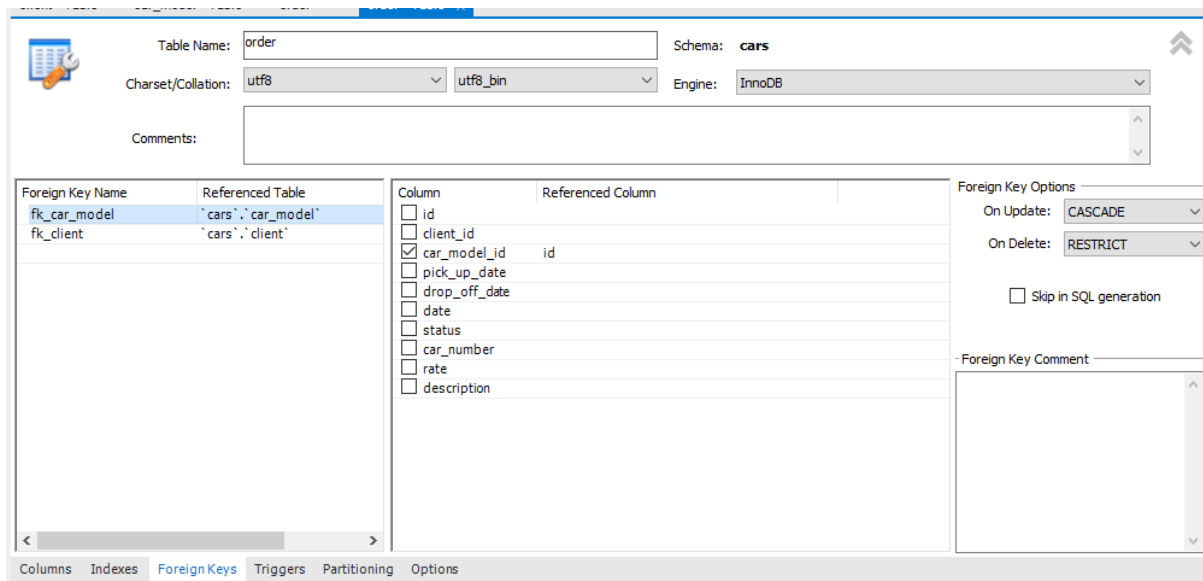 Table Name: order Schema: cars
Charset/Collation: utf8 utf8_bin Engine: InnoDB
Comments:
Foreign Key Name Referenced Table
fk_car_model `cars`.`car_model`
fk_client `cars`.`client`
Column Referenced Column
id
client_id
car_model_id id
pick_up_date
drop_off_date
date
status
car_number
rate
description
Foreign Key Options
On Update: CASCADE
On Delete: RESTRICT
Skip in SQL generation
Foreign Key Comment
Columns Indexes Foreign Keys Triggers Partitioning Options